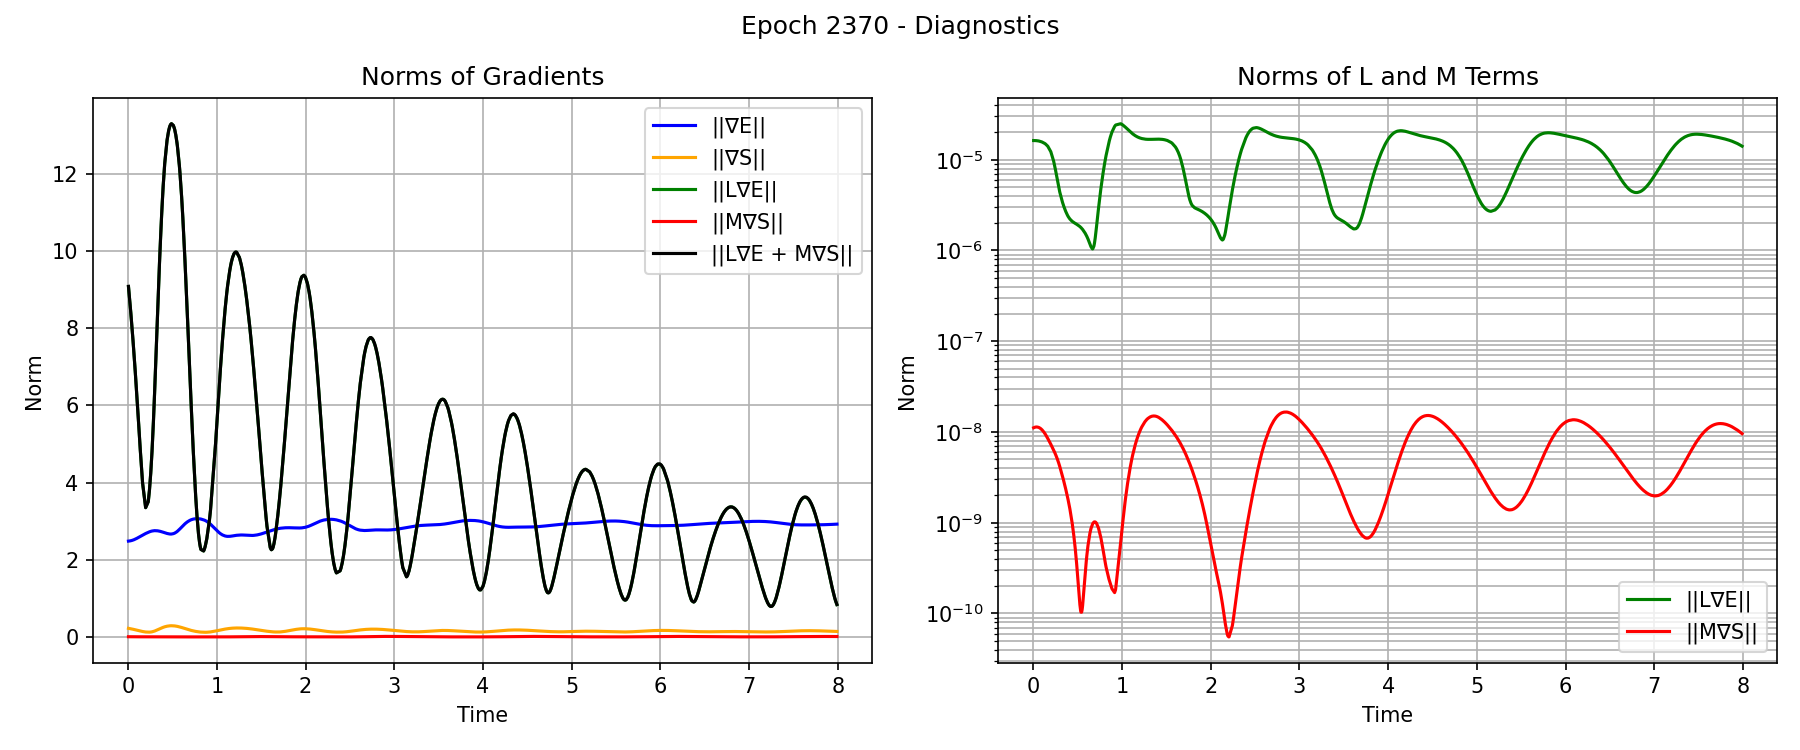 Epoch 2370 - Diagnostics
Norms of Gradients
Norm
12
10
8
6
4
2
0
||∇E||
||∇S||
||L∇E||
||M∇S||
||L∇E + M∇S||
0 1 2 3 4 5 6 7 8
Time
Norms of L and M Terms
Norm
10⁻⁵
10⁻⁶
10⁻⁷
10⁻⁸
10⁻⁹
10⁻¹⁰
||L∇E||
||M∇S||
0 1 2 3 4 5 6 7 8
Time